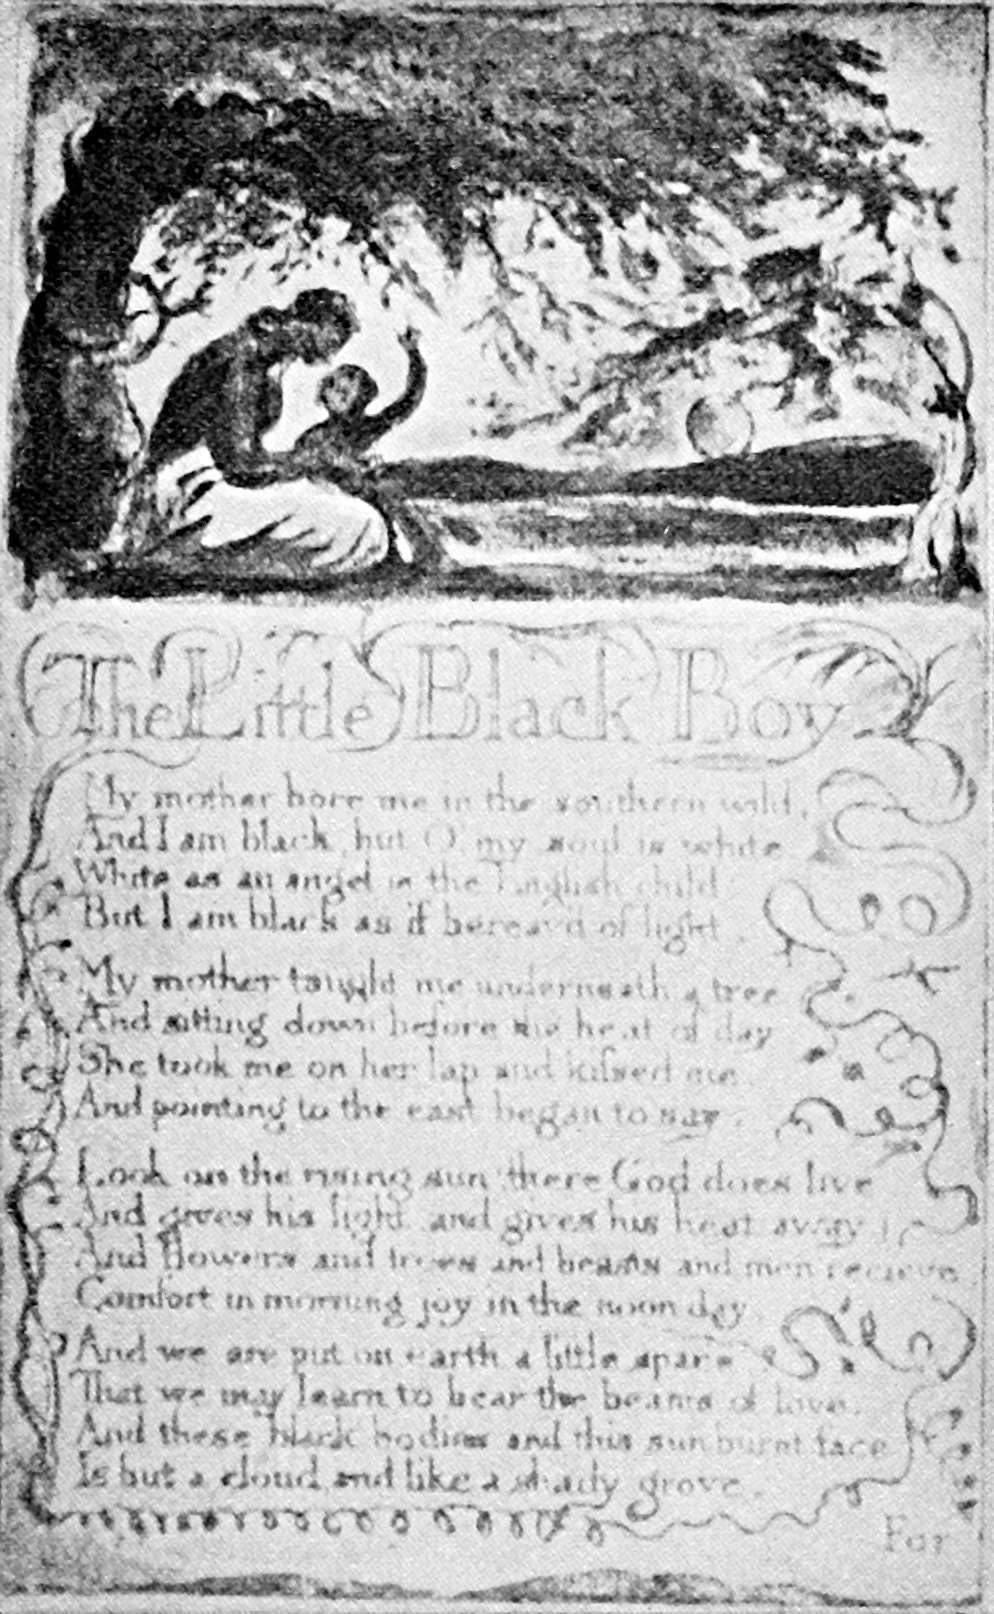 The Little Black Boy
My mother bore me in the southern wild,
And I am black, but O! my soul is white
White as an angel is the English child
But I am black as if bereav'd of light.
My mother taught me underneath a tree
And sitting down before the heat of day
She took me on her lap and kifsed me
And pointing to the east began to say.
Look on the rising sun: there God does live
And gives his light, and gives his heat away
And flowers and trees and beasts and men recieve
Comfort in morning joy in the noon day.
And we are put on earth a little space
That we may learn to bear the beams of love.
And these black bodies and this sun-burnt face
Is but a cloud, and like a shady grove.
For